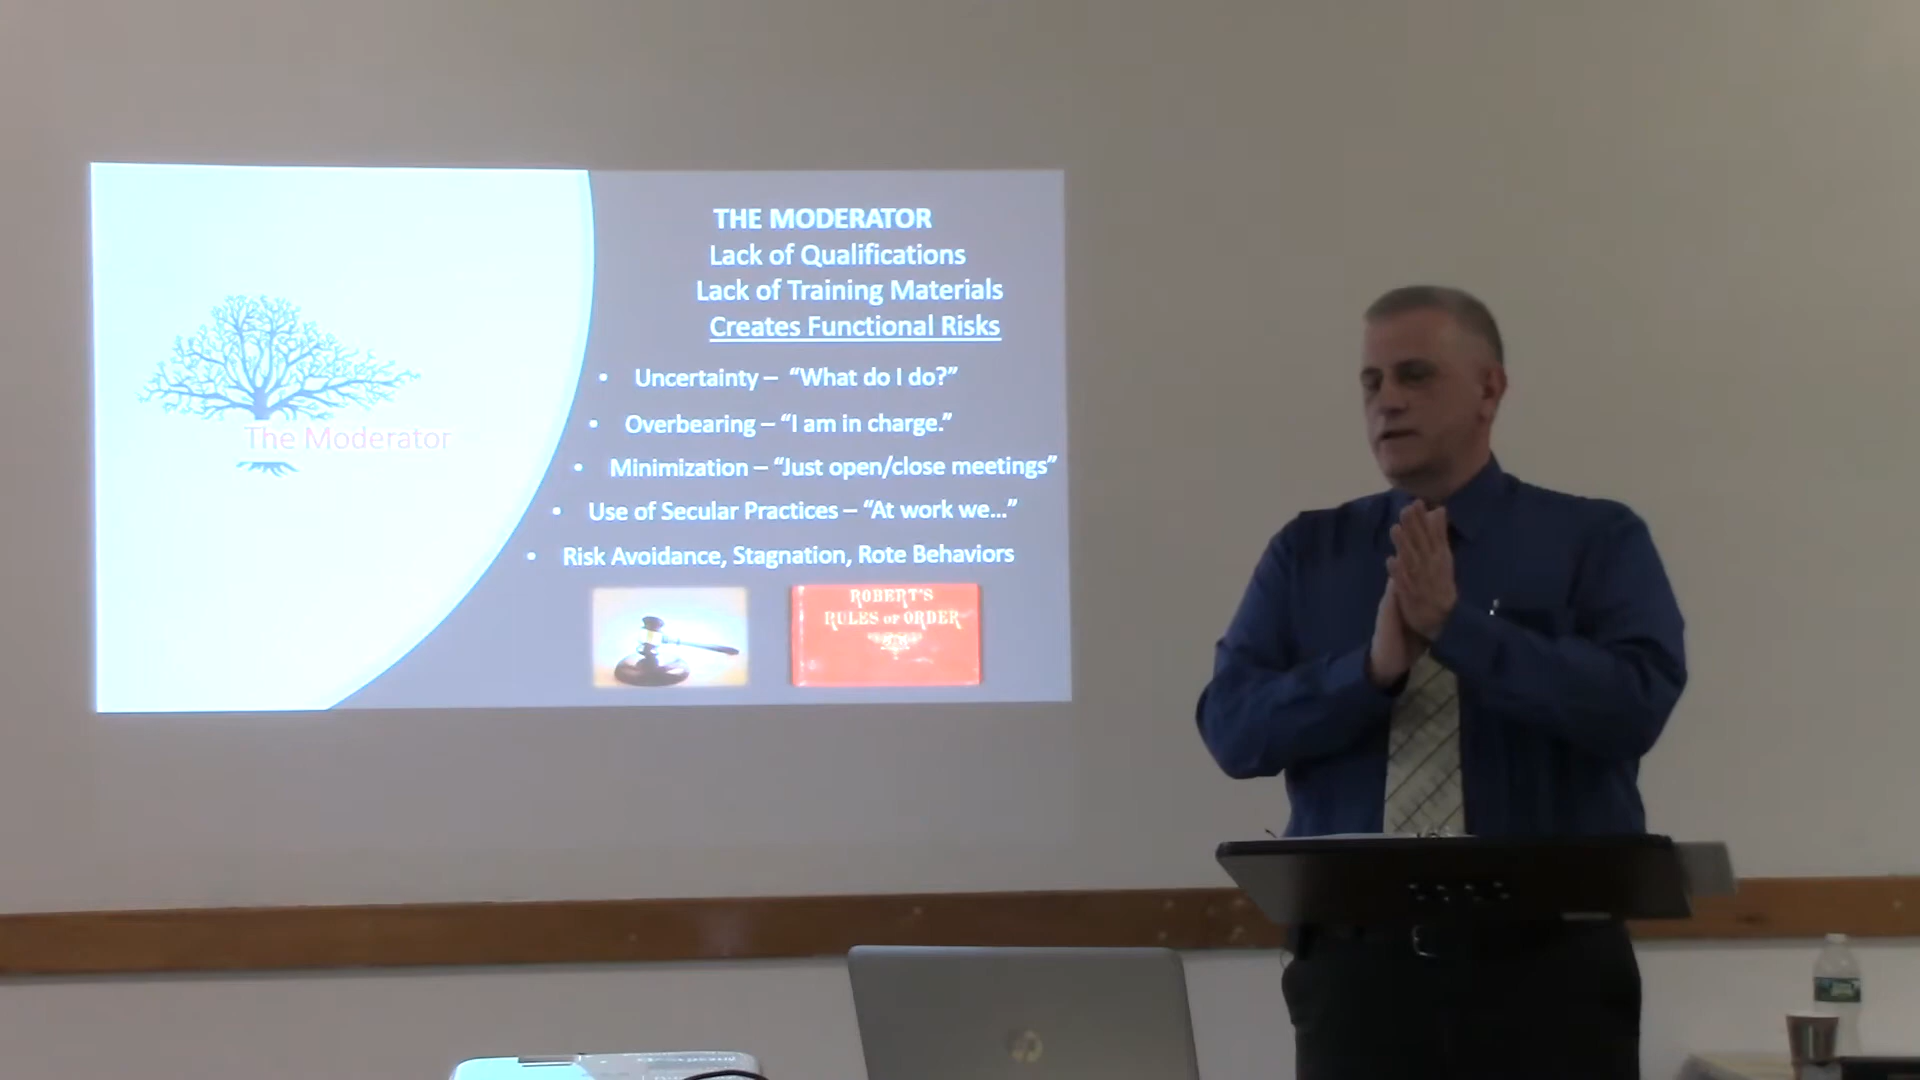 The Moderator
THE MODERATOR
Lack of Qualifications
Lack of Training Materials
Creates Functional Risks
• Uncertainty – “What do I do?”
• Overbearing – “I am in charge.”
• Minimization – “Just open/close meetings”
• Use of Secular Practices – “At work we...”
• Risk Avoidance, Stagnation, Rote Behaviors
ROBERT'S
RULES OF ORDER
hp